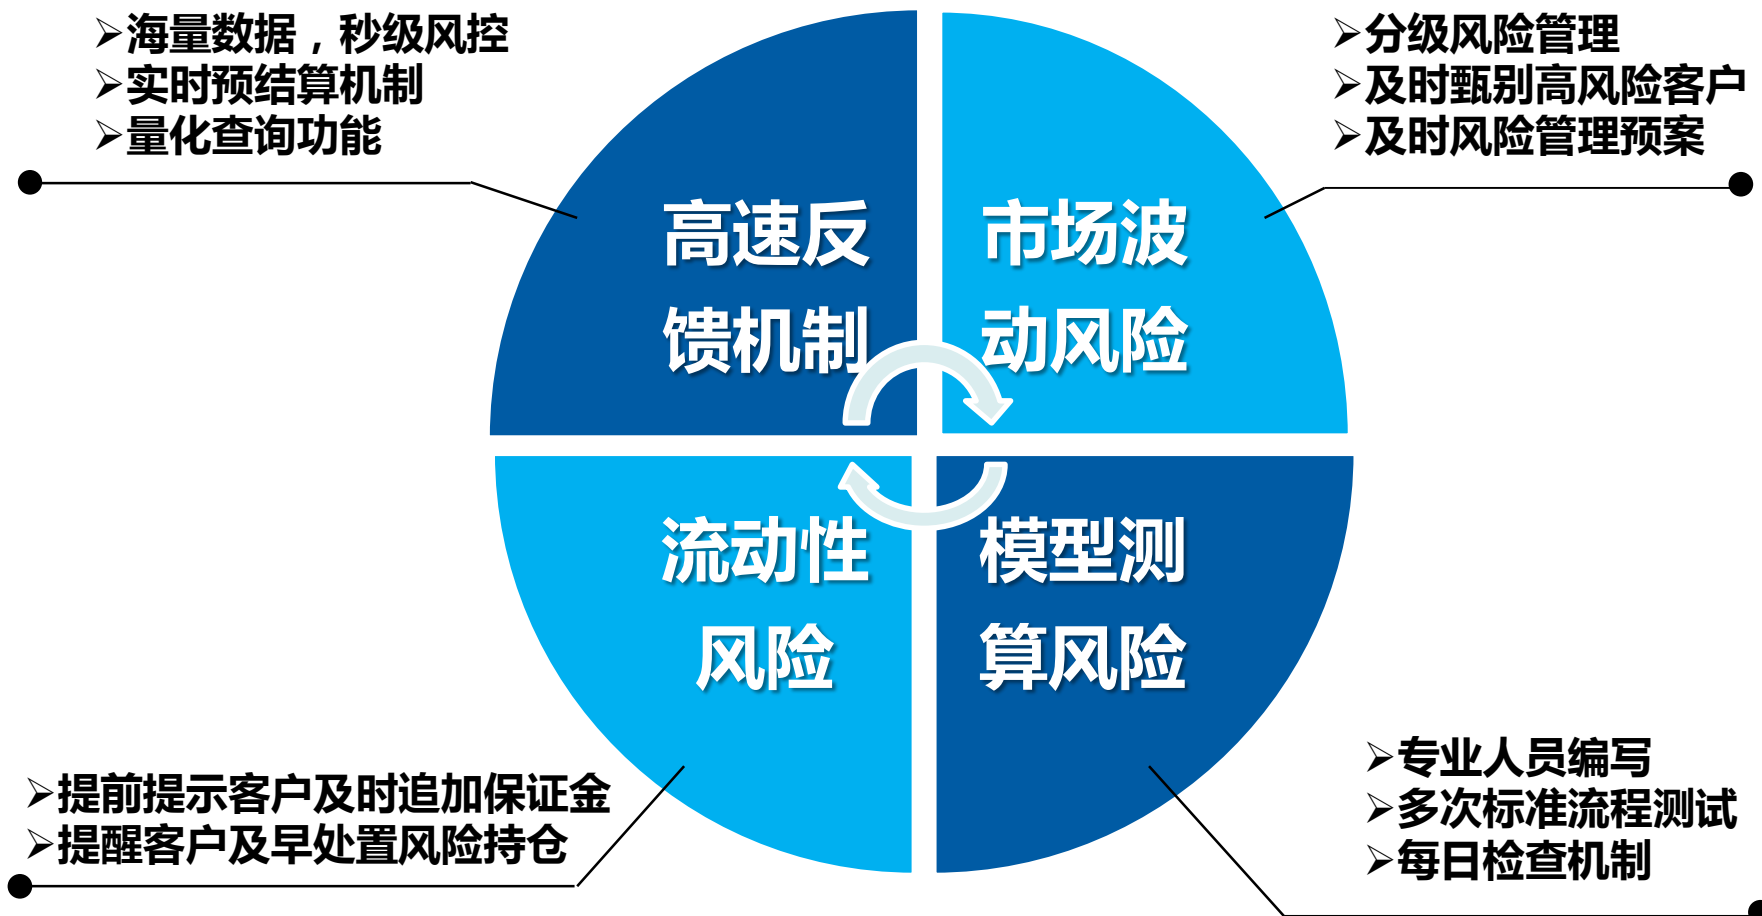 ➢海量数据，秒级风控
➢实时预结算机制
➢量化查询功能
➢分级风险管理
➢及时甄别高风险客户
➢及时风险管理预案
高速反
馈机制
市场波
动风险
流动性
风险
模型测
算风险
➢提前提示客户及时追加保证金
➢提醒客户及早处置风险持仓
➢专业人员编写
➢多次标准流程测试
➢每日检查机制